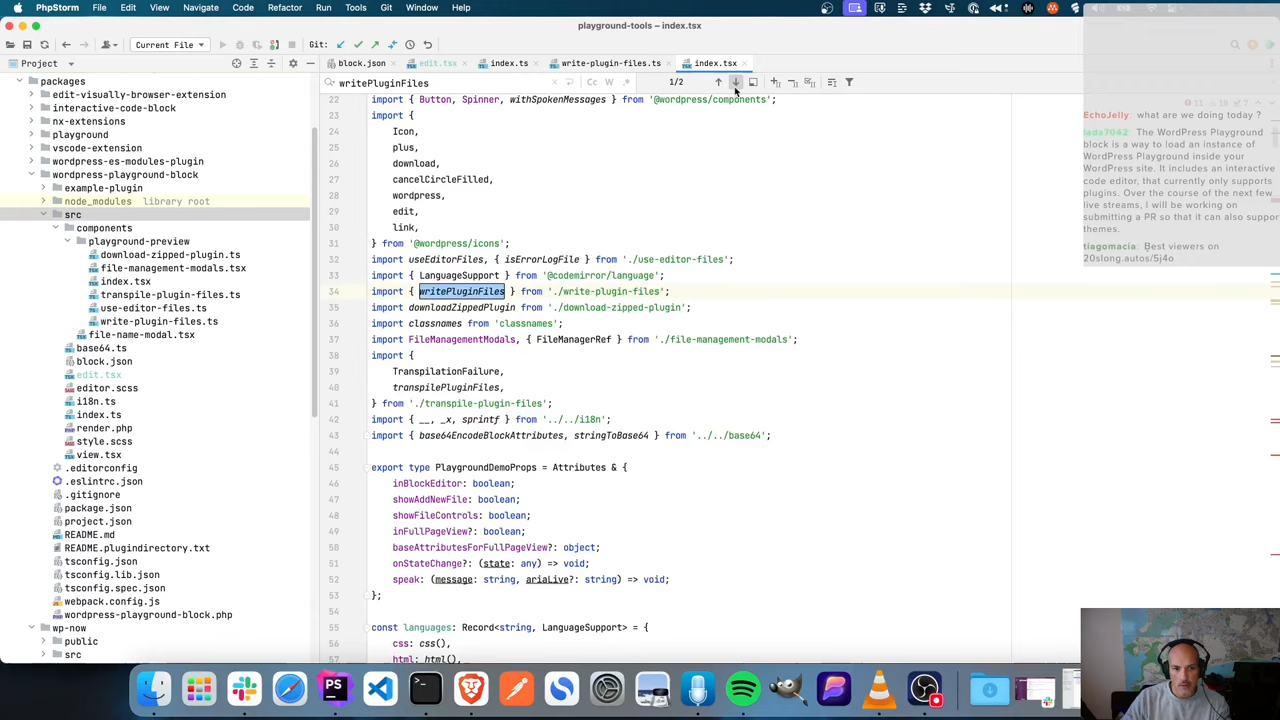 PhpStorm File Edit View Navigate Code Refactor Run Tools Git Window Help
playground-tools – index.tsx
Current File Git:
Project
block.json edit.tsx index.ts write-plugin-files.ts index.tsx
writePluginFiles Cc W .* 1/2
packages
edit-visually-browser-extension
interactive-code-block
nx-extensions
playground
vscode-extension
wordpress-es-modules-plugin
wordpress-playground-block
example-plugin
node_modules library root
src
components
playground-preview
download-zipped-plugin.ts
file-management-modals.tsx
index.tsx
transpile-plugin-files.ts
use-editor-files.ts
write-plugin-files.ts
file-name-modal.tsx
base64.ts
block.json
edit.tsx
editor.scss
i18n.ts
index.ts
render.php
style.scss
view.tsx
.editorconfig
.eslintrc.json
.gitignore
package.json
project.json
README.md
README.plugindirectory.txt
tsconfig.json
tsconfig.lib.json
tsconfig.spec.json
webpack.config.js
wordpress-playground-block.php
wp-now
public
src
22 import { Button, Spinner, withSpokenMessages } from '@wordpress/components';
23 import {
24 Icon,
25 plus,
26 download,
27 cancelCircleFilled,
28 wordpress,
29 edit,
30 link,
31 } from '@wordpress/icons';
32 import useEditorFiles, { isErrorLogFile } from './use-editor-files';
33 import { LanguageSupport } from '@codemirror/language';
34 import { writePluginFiles } from './write-plugin-files';
35 import downloadZippedPlugin from './download-zipped-plugin';
36 import classnames from 'classnames';
37 import FileManagementModals, { FileManagerRef } from './file-management-modals';
38 import {
39 TranspilationFailure,
40 transpilePluginFiles,
41 } from './transpile-plugin-files';
42 import { __, _x, sprintf } from '../../i18n';
43 import { base64EncodeBlockAttributes, stringToBase64 } from '../../base64';
44
45 export type PlaygroundDemoProps = Attributes & {
46 inBlockEditor: boolean;
47 showAddNewFile: boolean;
48 showFileControls: boolean;
49 inFullPageView?: boolean;
50 baseAttributesForFullPageView?: object;
51 onStateChange?: (state: any) => void;
52 speak: (message: string, ariaLive?: string) => void;
53 };
54
55 const languages: Record<string, LanguageSupport> = {
56 css: css(),
57 html: html(),
11 19 7
EchoJelly: what are we doing today ?
lada7042: The WordPress Playground
block is a way to load an instance of
WordPress Playground inside your
WordPress site. It includes an interactive
code editor, that currently only supports
plugins. Over the course of the next few
live streams, I will be working on
submitting a PR so that it can also support
themes.
tiagomacia: Best viewers on
20slong.autos/5j4o
PS